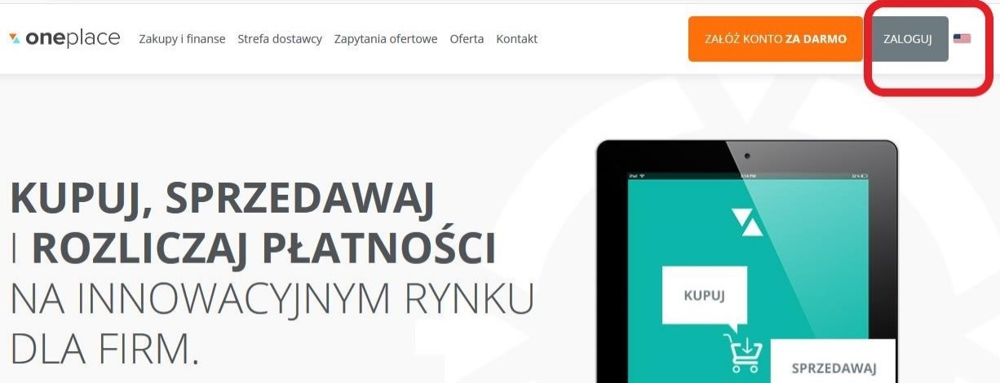 oneplace
Zakupy i finanse
Strefa dostawcy
Zapytania ofertowe
Oferta
Kontakt
ZAŁÓŻ KONTO ZA DARMO
ZALOGUJ
KUPUJ, SPRZEDAWAJ
I ROZLICZAJ PŁATNOŚCI
NA INNOWACYJNYM RYNKU
DLA FIRM.
iPad
KUPUJ
SPRZEDAWAJ